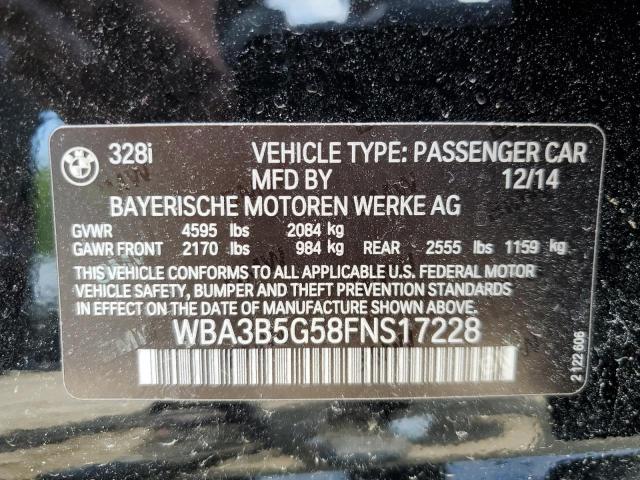 328i VEHICLE TYPE: PASSENGER CAR
MFD BY 12/14
BAYERISCHE MOTOREN WERKE AG
GVWR 4595 lbs 2084 kg
GAWR FRONT 2170 lbs 984 kg REAR 2555 lbs 1159 kg
THIS VEHICLE CONFORMS TO ALL APPLICABLE U.S. FEDERAL MOTOR
VEHICLE SAFETY, BUMPER AND THEFT PREVENTION STANDARDS
IN EFFECT ON THE DATE OF MANUFACTURE SHOWN ABOVE.
WBA3B5G58FNS17228
2 122 606